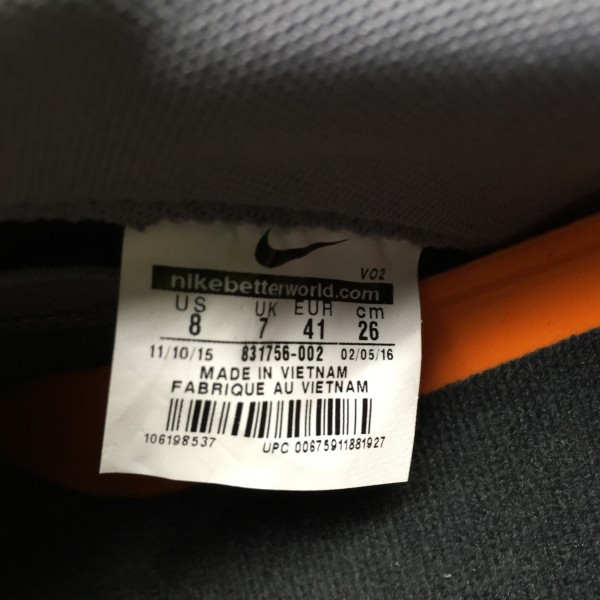 V02
nikebetterworld.com
US UK EUR cm
8 7 41 26
11/10/15 831756-002 02/05/16
MADE IN VIETNAM
FABRIQUE AU VIETNAM
106198537 UPC 00675911881927